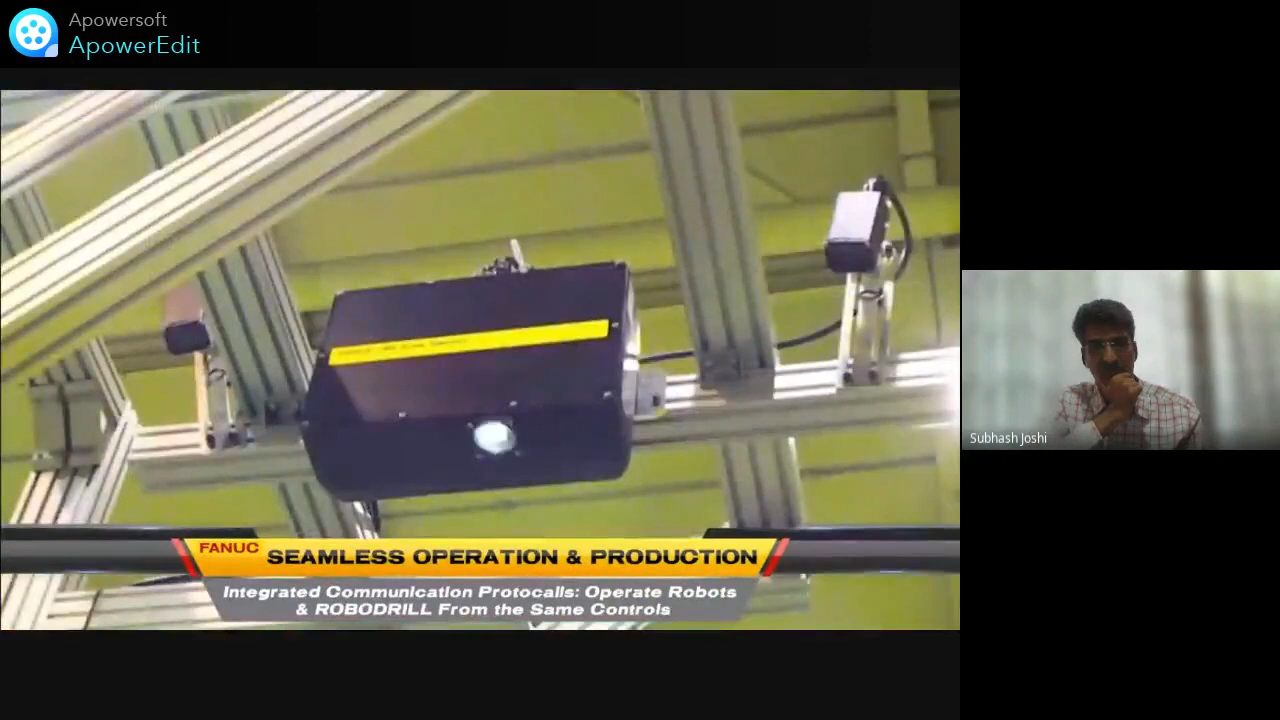 Apowersoft
ApowerEdit
FANUC SEAMLESS OPERATION & PRODUCTION
Integrated Communication Protocalls: Operate Robots
& ROBODRILL From the Same Controls
Subhash Joshi